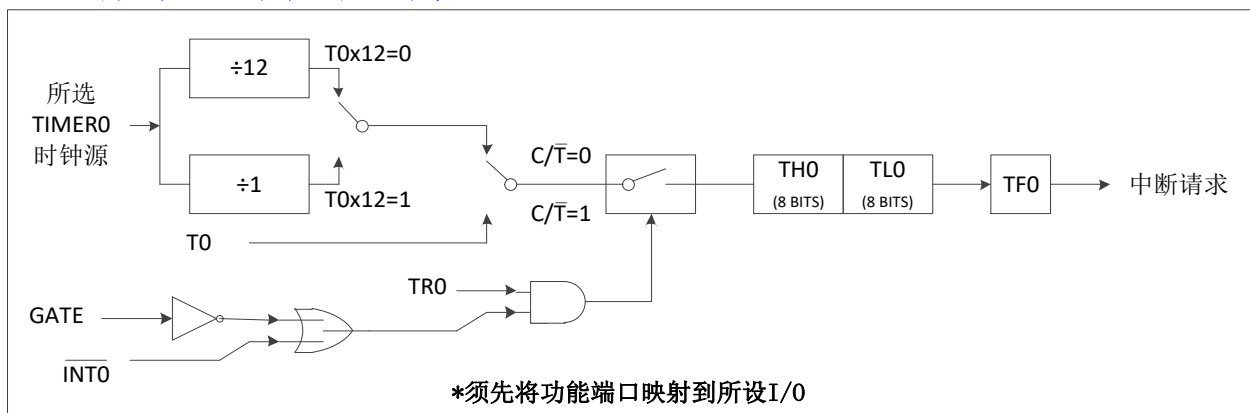 ÷12
T0x12=0
所选
TIMER0
时钟源
÷1
T0x12=1
C/T̅=0
C/T̅=1
TH0
(8 BITS)
TL0
(8 BITS)
TF0
中断请求
T0
TR0
GATE
I̅N̅T̅0̅
*须先将功能端口映射到所设I/O